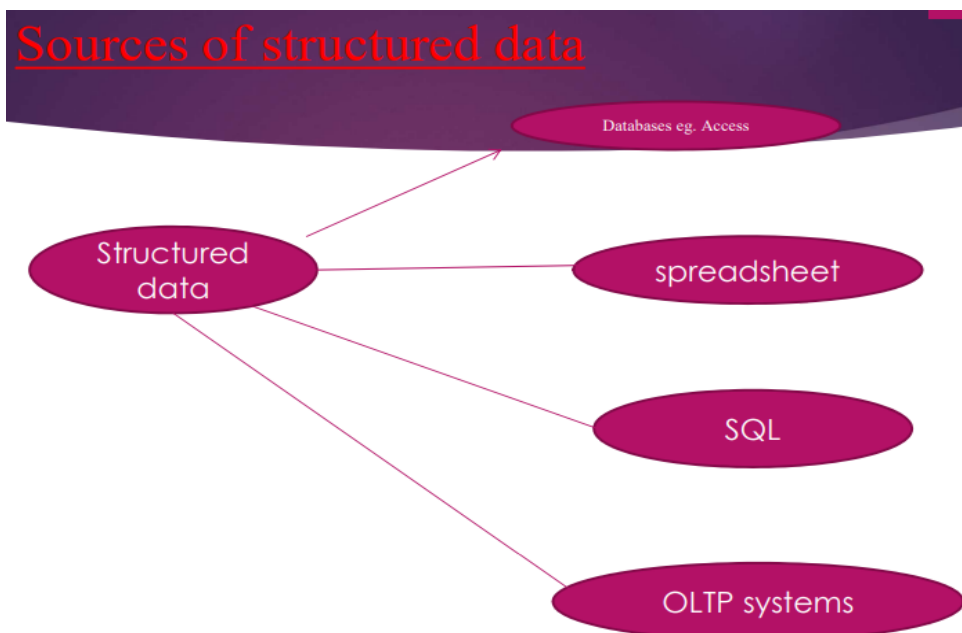 Sources of structured data
Databases eg. Access
Structured
data
spreadsheet
SQL
OLTP systems